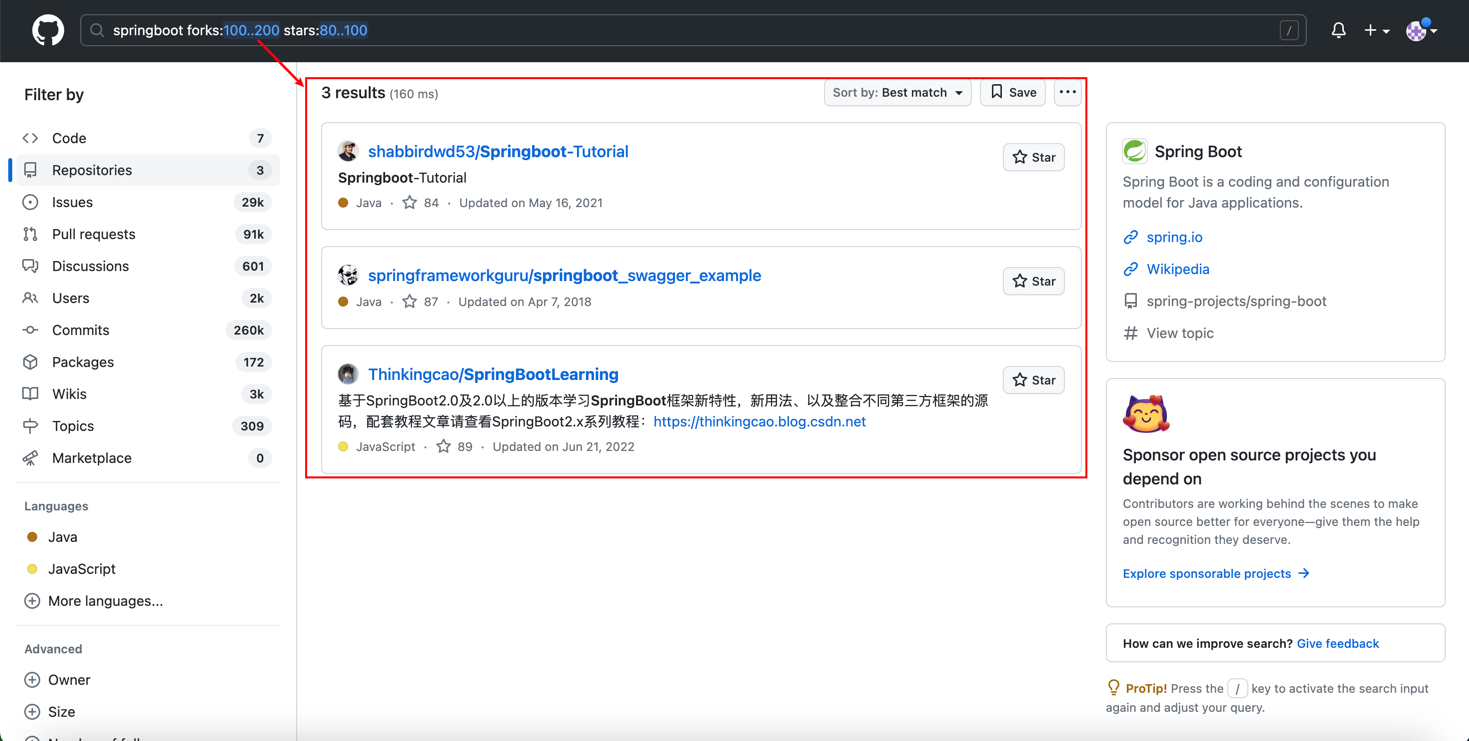 springboot forks:100..200 stars:80..100
/
Filter by
Code 7
Repositories 3
Issues 29k
Pull requests 91k
Discussions 601
Users 2k
Commits 260k
Packages 172
Wikis 3k
Topics 309
Marketplace 0
Languages
Java
JavaScript
More languages...
Advanced
Owner
Size
3 results (160 ms)
Sort by: Best match
Save
shabbirdwd53/Springboot-Tutorial
Star
Springboot-Tutorial
Java · 84 · Updated on May 16, 2021
springframeworkguru/springboot_swagger_example
Star
Java · 87 · Updated on Apr 7, 2018
Thinkingcao/SpringBootLearning
Star
基于SpringBoot2.0及2.0以上的版本学习SpringBoot框架新特性，新用法、以及整合不同第三方框架的源
码，配套教程文章请查看SpringBoot2.x系列教程：https://thinkingcao.blog.csdn.net
JavaScript · 89 · Updated on Jun 21, 2022
Spring Boot
Spring Boot is a coding and configuration
model for Java applications.
spring.io
Wikipedia
spring-projects/spring-boot
View topic
Sponsor open source projects you
depend on
Contributors are working behind the scenes to make
open source better for everyone—give them the help
and recognition they deserve.
Explore sponsorable projects →
How can we improve search? Give feedback
ProTip! Press the / key to activate the search input
again and adjust your query.